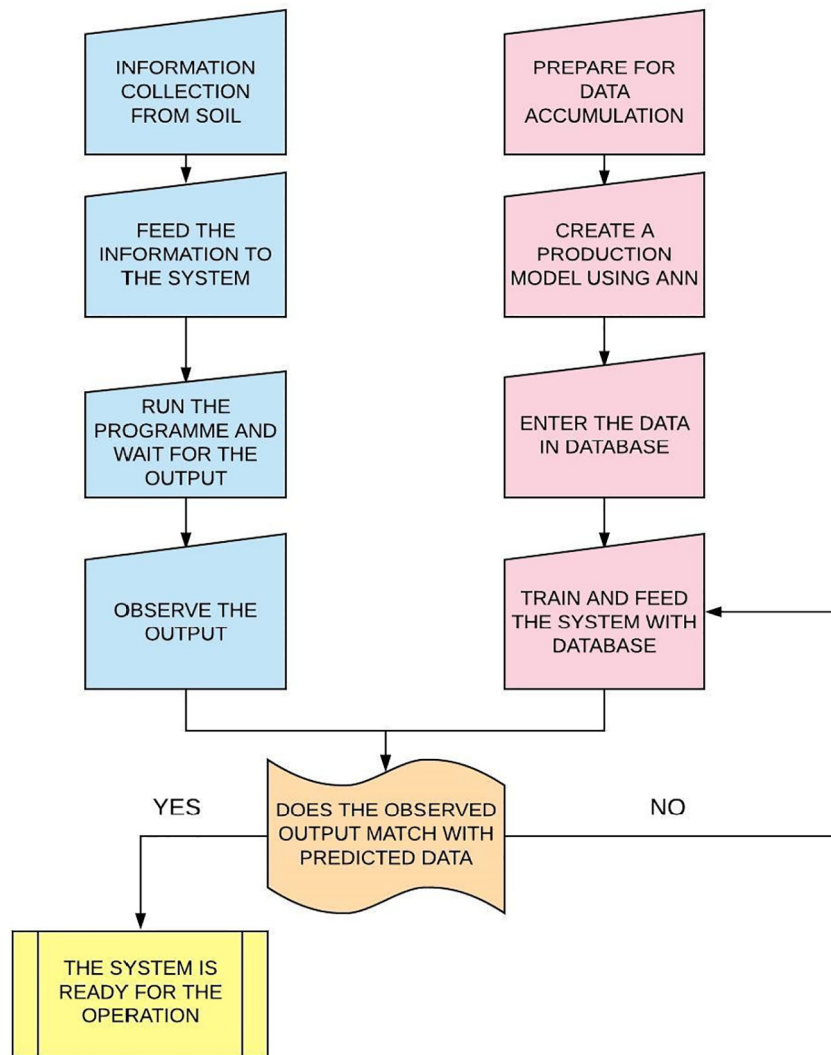 INFORMATION
COLLECTION
FROM SOIL
FEED THE
INFORMATION TO
THE SYSTEM
RUN THE
PROGRAMME AND
WAIT FOR THE
OUTPUT
OBSERVE THE
OUTPUT
PREPARE FOR
DATA
ACCUMULATION
CREATE A
PRODUCTION
MODEL USING ANN
ENTER THE DATA
IN DATABASE
TRAIN AND FEED
THE SYSTEM WITH
DATABASE
DOES THE OBSERVED
OUTPUT MATCH WITH
PREDICTED DATA
YES
NO
THE SYSTEM IS
READY FOR THE
OPERATION